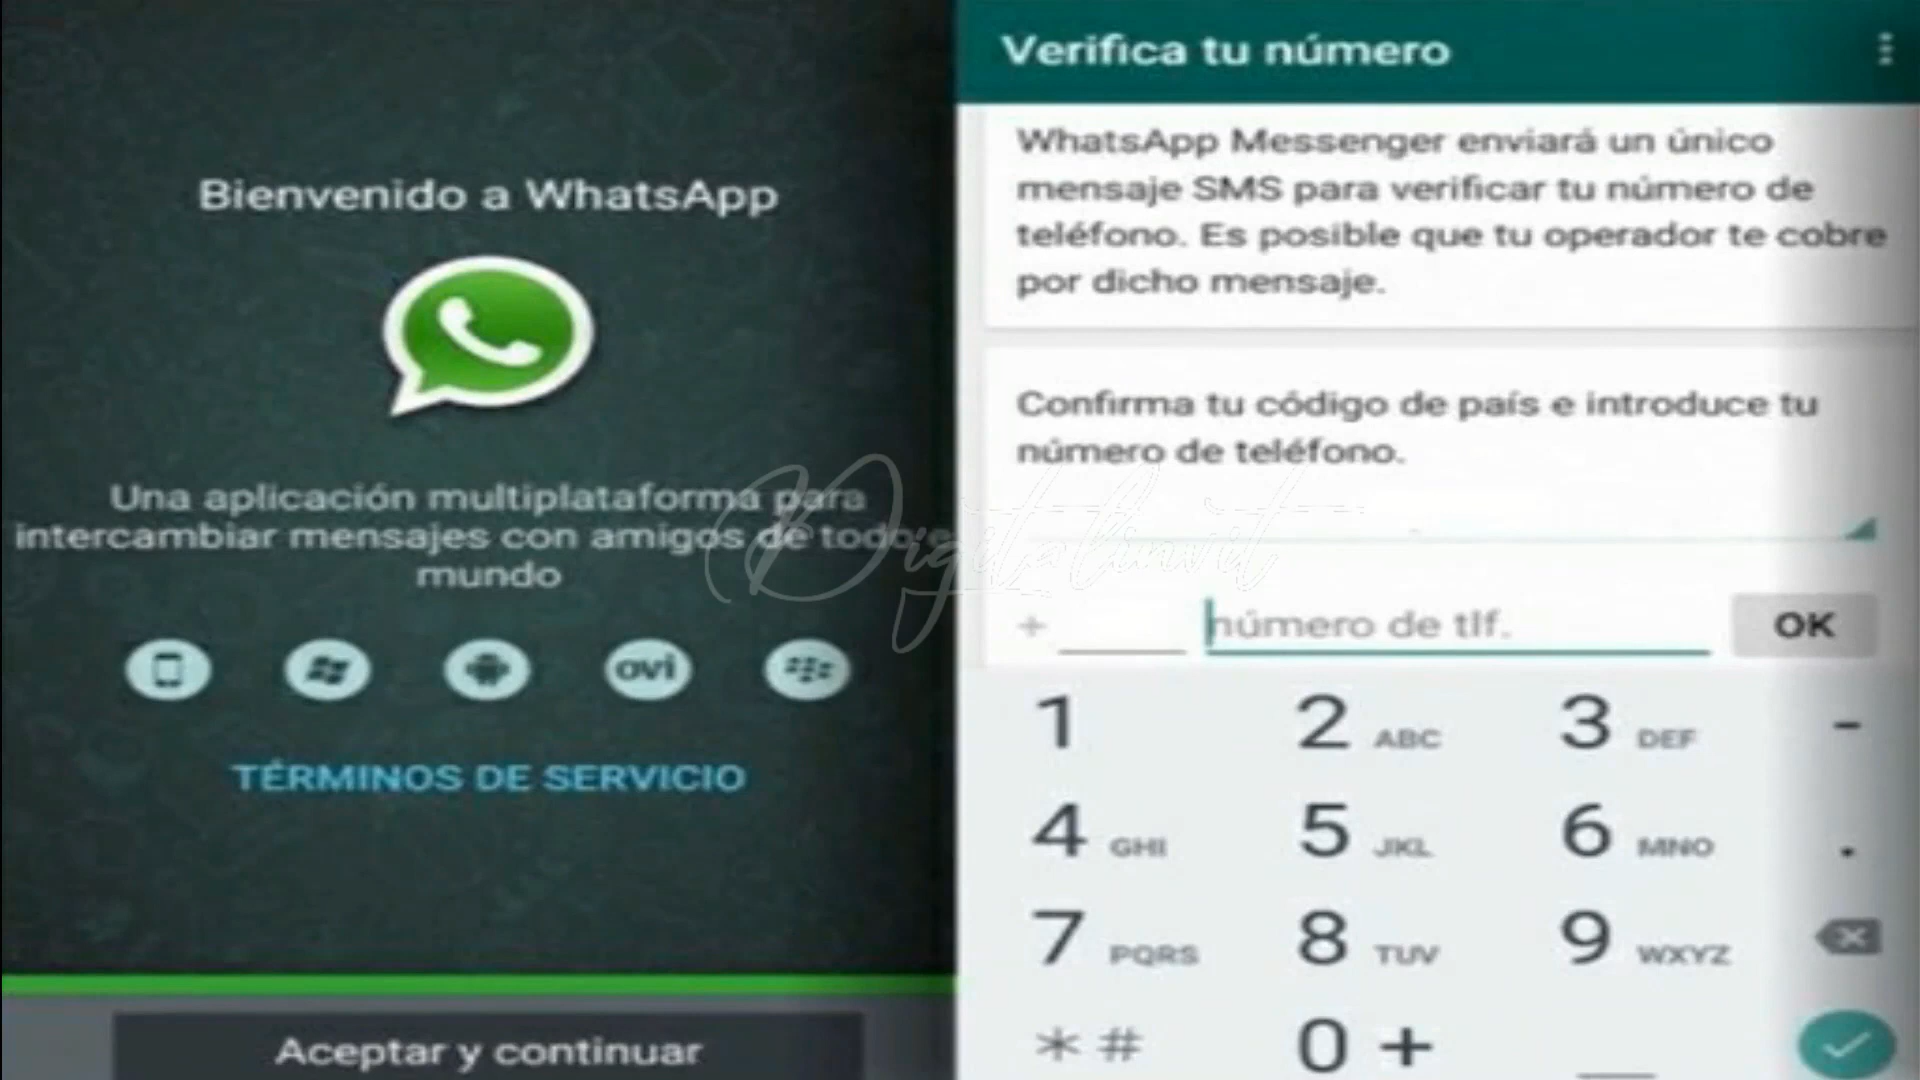 Bienvenido a WhatsApp
Una aplicación multiplataforma para
intercambiar mensajes con amigos de todo e
mundo
ovi
TÉRMINOS DE SERVICIO
Aceptar y continuar
Verifica tu número
WhatsApp Messenger enviará un único
mensaje SMS para verificar tu número de
teléfono. Es posible que tu operador te cobre
por dicho mensaje.
Confirma tu código de país e introduce tu
número de teléfono.
+ número de tlf. OK
1 2 ABC 3 DEF -
4 GHI 5 JKL 6 MNO .
7 PQRS 8 TUV 9 WXYZ
* # 0 + _
Digitalinvit